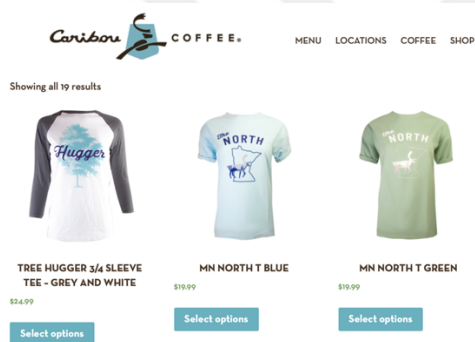 Caribou COFFEE®
MENU LOCATIONS COFFEE SHOP
Showing all 19 results
Hugger
the NORTH
the NORTH
TREE HUGGER 3/4 SLEEVE
TEE – GREY AND WHITE
$24.99
Select options
MN NORTH T BLUE
$19.99
Select options
MN NORTH T GREEN
$19.99
Select options